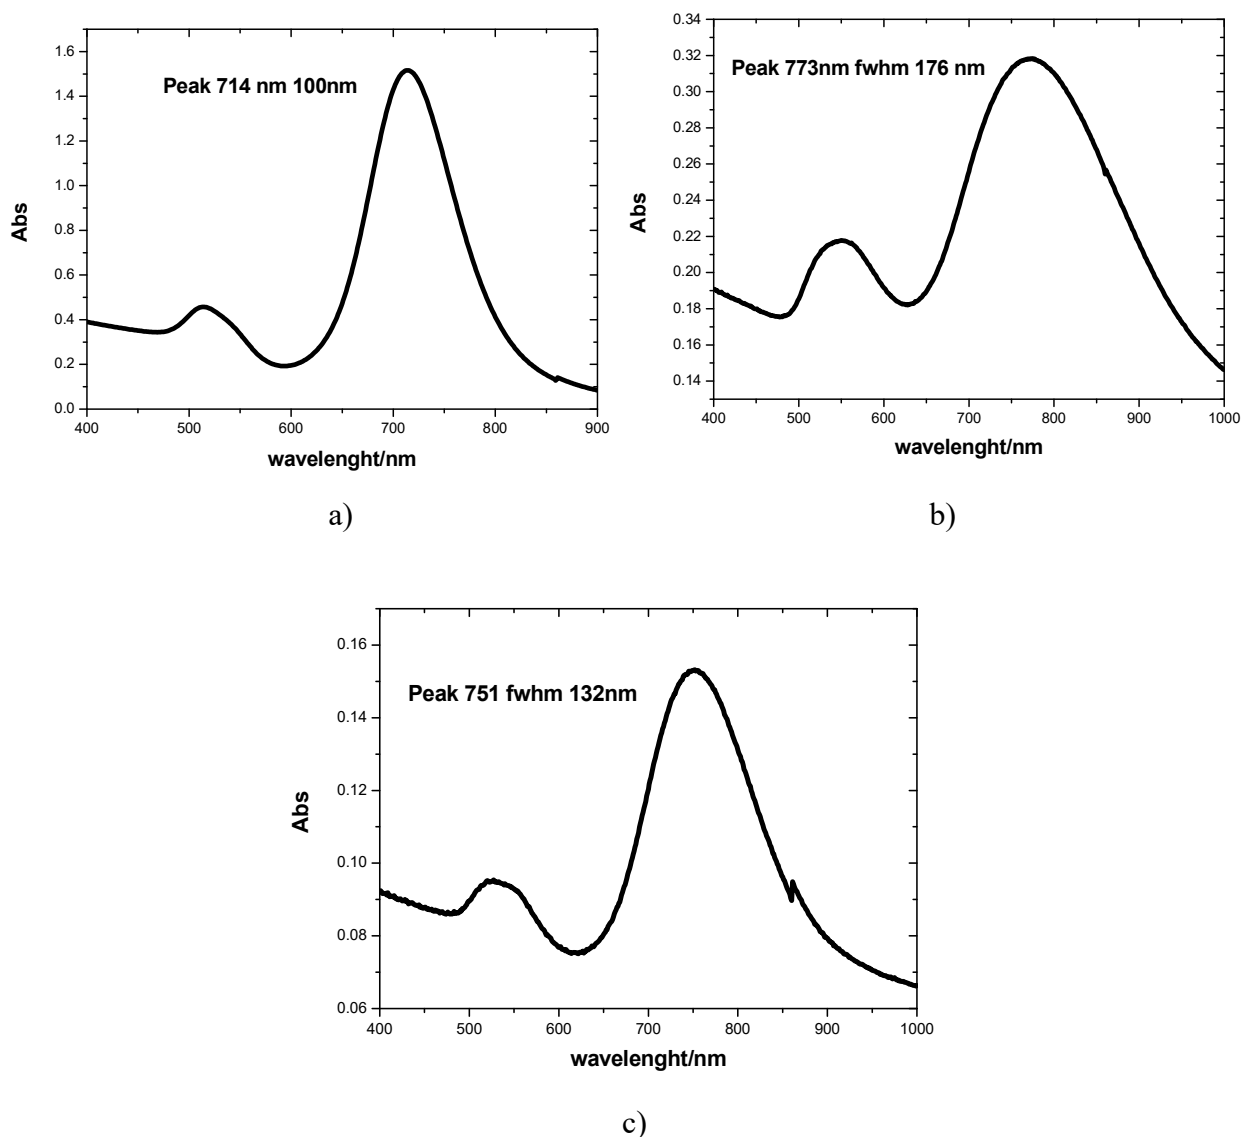 Peak 714 nm 100nm
1.6
1.4
1.2
1.0
0.8
0.6
0.4
0.2
0.0
Abs
400 500 600 700 800 900
wavelenght/nm
a)
Peak 773nm fwhm 176 nm
0.34
0.32
0.30
0.28
0.26
0.24
0.22
0.20
0.18
0.16
0.14
Abs
400 500 600 700 800 900 1000
wavelenght/nm
b)
Peak 751 fwhm 132nm
0.16
0.14
0.12
0.10
0.08
0.06
Abs
400 500 600 700 800 900 1000
wavelenght/nm
c)